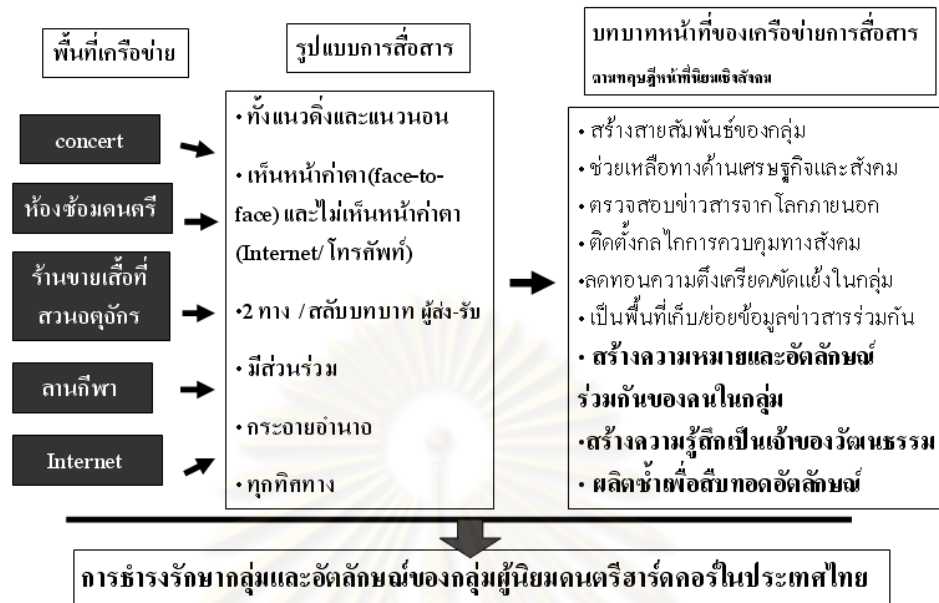 พื้นที่เครือข่าย
concert
ห้องซ้อมดนตรี
ร้านขายเสื้อที่
สวนอตุจักร
ลานกีฬา
Internet
รูปแบบการสื่อสาร
• ทั้งแนวดิ่งและแนวนอน
• เห็นหน้าค่าตา(face-to-
face) และไม่เห็นหน้าค่าตา
(Internet/ โทรศัพท์)
•2 ทาง / สลับบทบาท ผู้ส่ง-รับ
• มีส่วนร่วม
• กระอายอำนาอ
• ทุกทิศทาง
บทบาทหน้าที่ของเครือข่ายการสื่อสาร
ตามทฤษฎีหน้าที่นิยมเชิงสังคม
• สร้างสายสัมพันธ์ของกลุ่ม
• ช่วยเหลือทางด้านเศรษฐกิจและสังคม
• ตรวจสอบข่าวสารจากโลกภายนอก
• ติดตั้งกลไกการควบคุมทางสังคม
•ลดทอนความตึงเครียด/ขัดแย้งในกลุ่ม
• เป็นพื้นที่เก็บ/ย่อยข้อมูลข่าวสารร่วมกัน
• สร้างความหมายและอัตลักษณ์
ร่วมกันของคนในกลุ่ม
•สร้างความรู้สึกเป็นเจ้าของวัฒนธรรม
• ผลิตซ้ำเพื่อสืบทอดอัตลักษณ์
การธำรงรักษากลุ่มและอัตลักษณ์ของกลุ่มผู้นิยมดนตรีฮาร์ดคอร์ในประเทศไทย